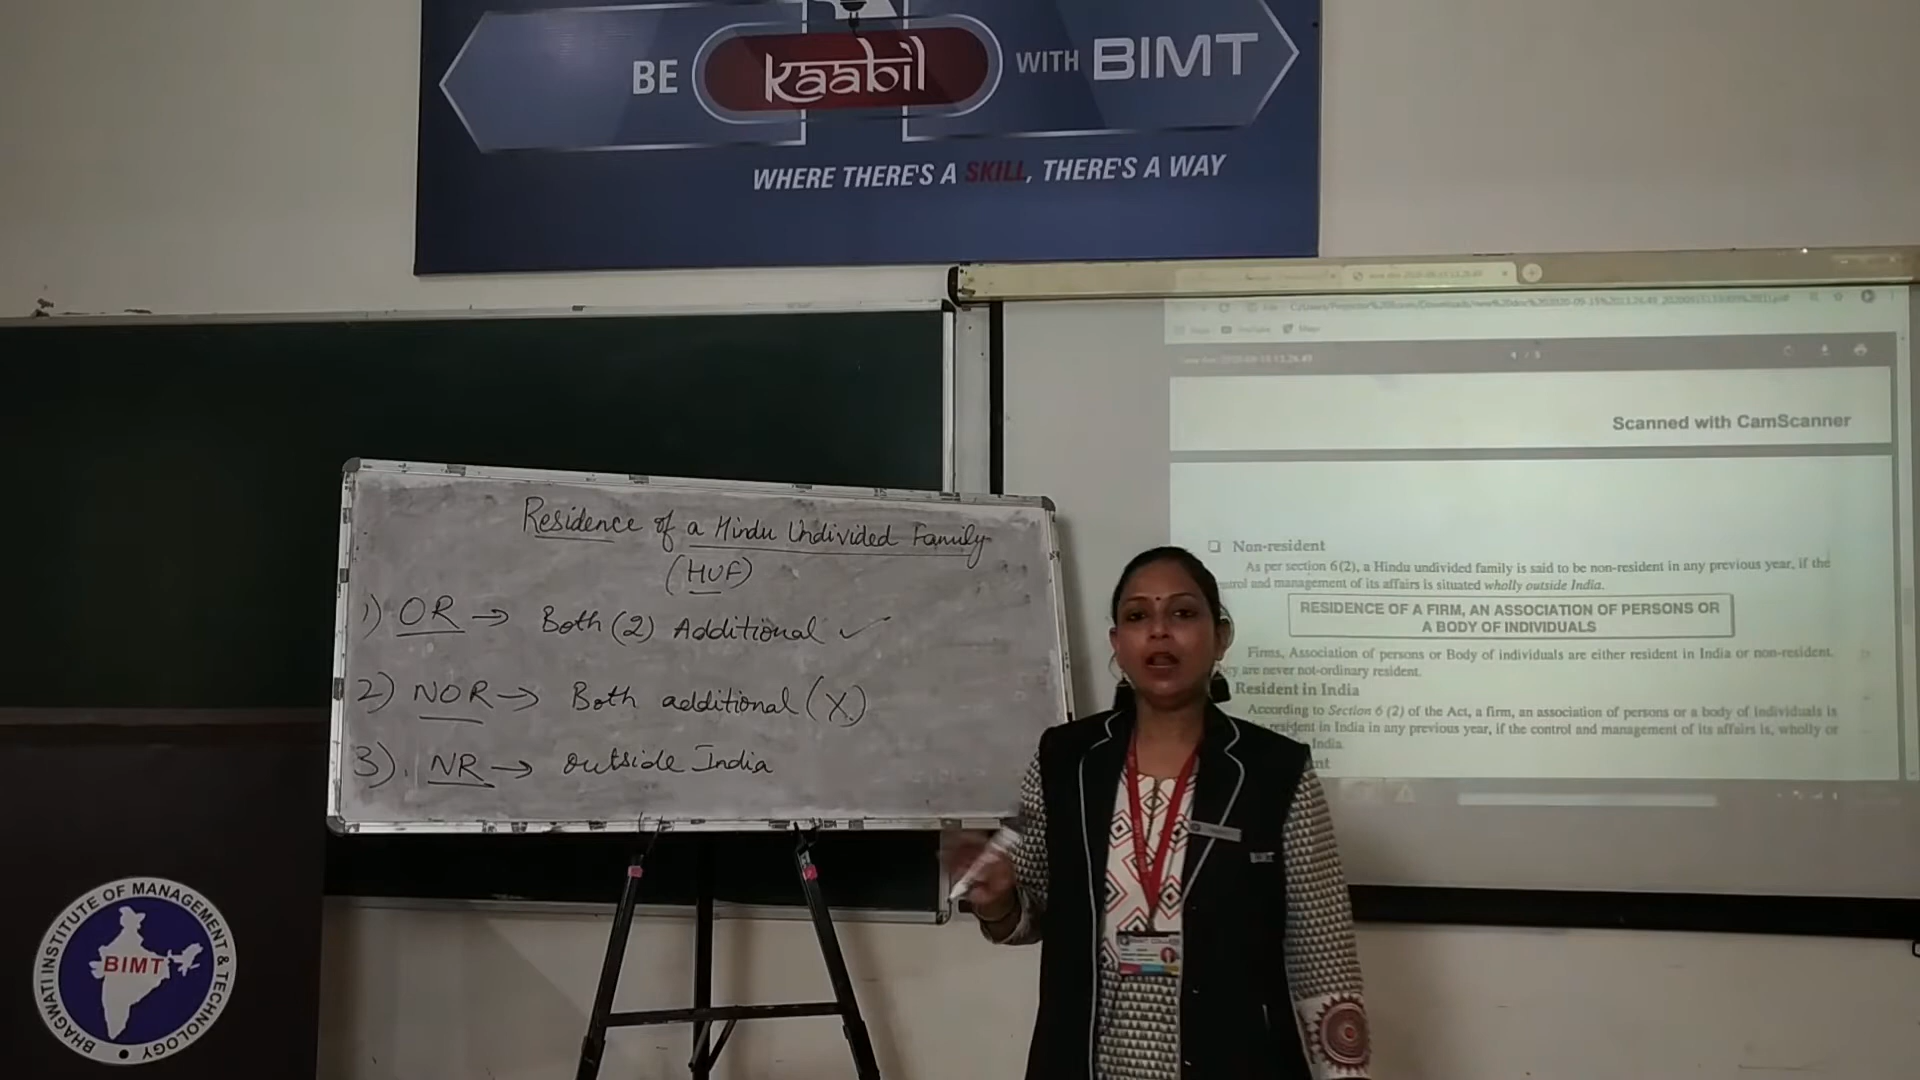 BE kaabil WITH BIMT
WHERE THERE'S A SKILL, THERE'S A WAY
Residence of a Hindu Undivided Family
(HUF)
1) OR → Both (2) Additional ✓
2) NOR → Both additional (X)
3). NR → outside India
Scanned with CamScanner
❑ Non-resident
As per section 6(2), a Hindu undivided family is said to be non-resident in any previous year, if the
and management of its affairs is situated wholly outside India.
RESIDENCE OF A FIRM, AN ASSOCIATION OF PERSONS OR
A BODY OF INDIVIDUALS
Firms, Association of persons or Body of individuals are either resident in India or non-resident.
are never not-ordinary resident.
Resident in India
According to Section 6 (2) of the Act, a firm, an association of persons or a body of individuals is
resident in India in any previous year, if the control and management of its affairs is, wholly or
India
BHAGWATI INSTITUTE OF MANAGEMENT & TECHNOLOGY
BIMT